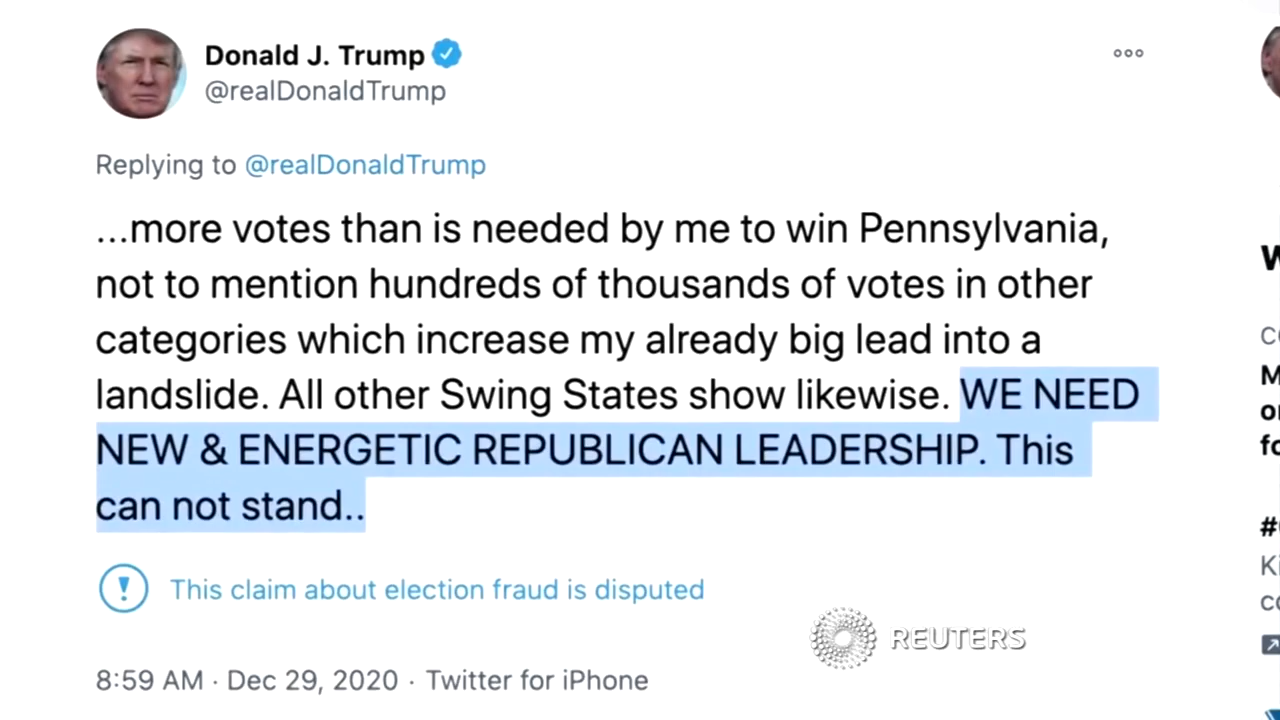 Donald J. Trump
@realDonaldTrump
Replying to @realDonaldTrump
...more votes than is needed by me to win Pennsylvania,
not to mention hundreds of thousands of votes in other
categories which increase my already big lead into a
landslide. All other Swing States show likewise. WE NEED
NEW & ENERGETIC REPUBLICAN LEADERSHIP. This
can not stand..
This claim about election fraud is disputed
REUTERS
8:59 AM · Dec 29, 2020 · Twitter for iPhone